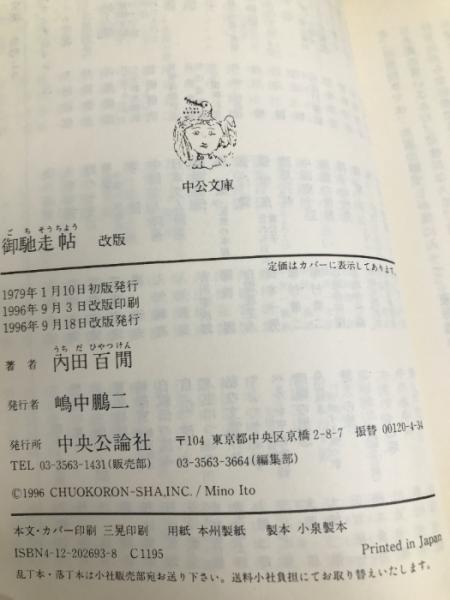 中公文庫
ごちそうちよう
御馳走帖 改版
定価はカバーに表示してあります。
1979年1月10日初版発行
1996年9月3日改版印刷
1996年9月18日改版発行
うちだひやつけん
著者 内田百閒
発行者 嶋中鵬二
発行所 中央公論社 〒104 東京都中央区京橋2-8-7 振替 00120-4-34
TEL 03-3563-1431(販売部) 03-3563-3664(編集部)
©1996 CHUOKORON-SHA,INC. / Mino Ito
本文・カバー印刷 三晃印刷 用紙 本州製紙 製本 小泉製本
ISBN4-12-202693-8 C1195
Printed in Japan
乱丁本・落丁本は小社販売部宛お送り下さい。送料小社負担にてお取り替えいたします。